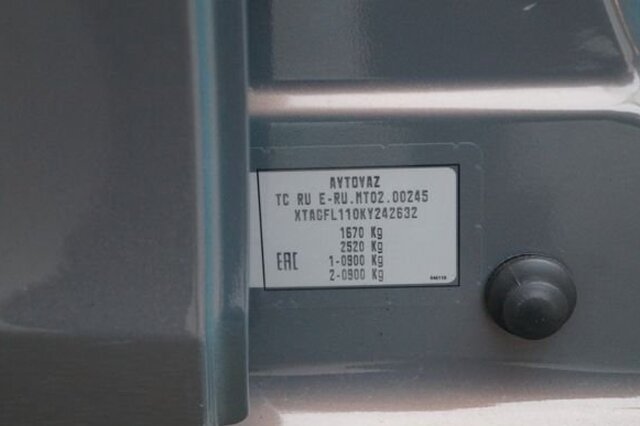 AVTOVAZ
TC RU E-RU.MT02.00245
XTAGFL110KY242632
1670 Kg
2520 Kg
EAC 1-0900 Kg
2-0900 Kg